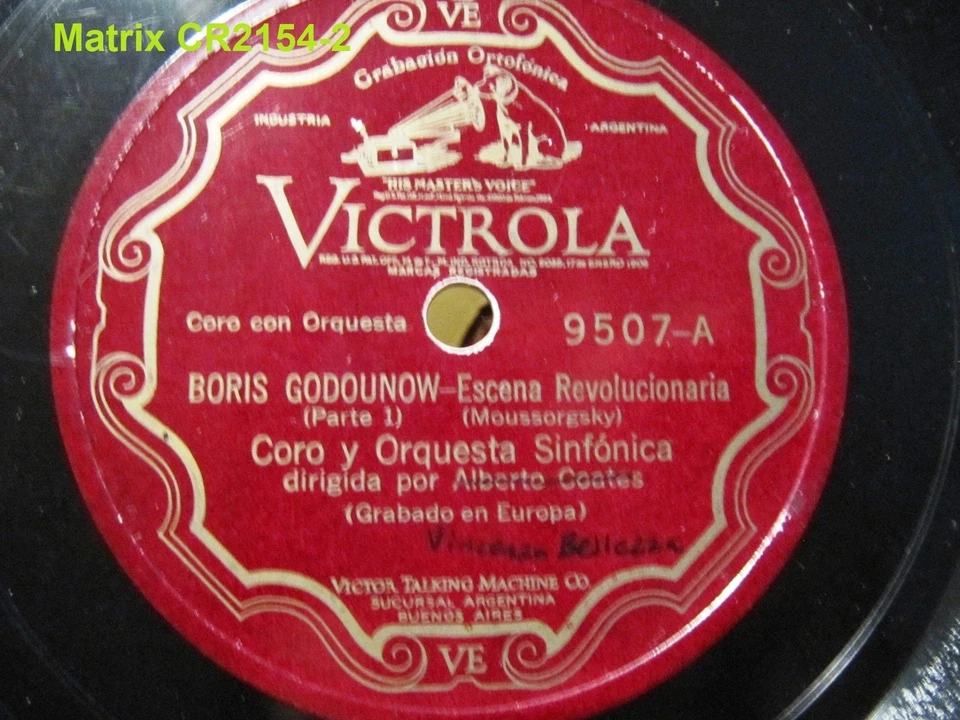 VE
Matrix CR2154-2
Grabación Ortofónica
INDUSTRIA
ARGENTINA
"HIS MASTER'S VOICE"
VICTROLA
MARCAS REGISTRADAS
Coro con Orquesta
9507-A
BORIS GODOUNOW-Escena Revolucionaria
(Parte 1) (Moussorgsky)
Coro y Orquesta Sinfónica
dirigida por Alberto Coates
(Grabado en Europa)
Bellezza
VICTOR TALKING MACHINE CO
SUCURSAL ARGENTINA
BUENOS AIRES
VE